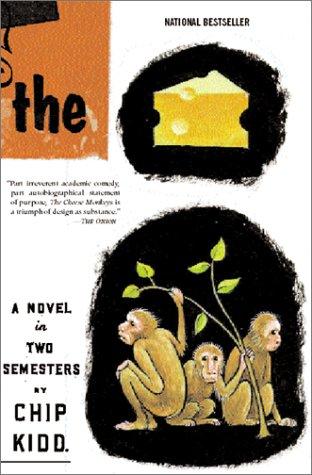 NATIONAL BESTSELLER
the
"Part irreverent academic comedy,
part autobiographical statement
of purpose, The Cheese Monkeys is
a triumph of design as substance."
—THE ONION
A NOVEL
in
TWO
SEMESTERS
BY
CHIP
KIDD.